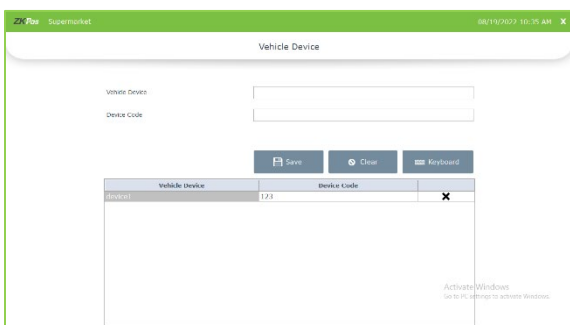 ZKPos Supermarket 08/19/2022 10:35 AM X
Vehicle Device
Vehicle Device
Device Code
Save Clear Keyboard
Vehicle Device Device Code
device1 123
Activate Windows
Go to PC settings to activate Windows.